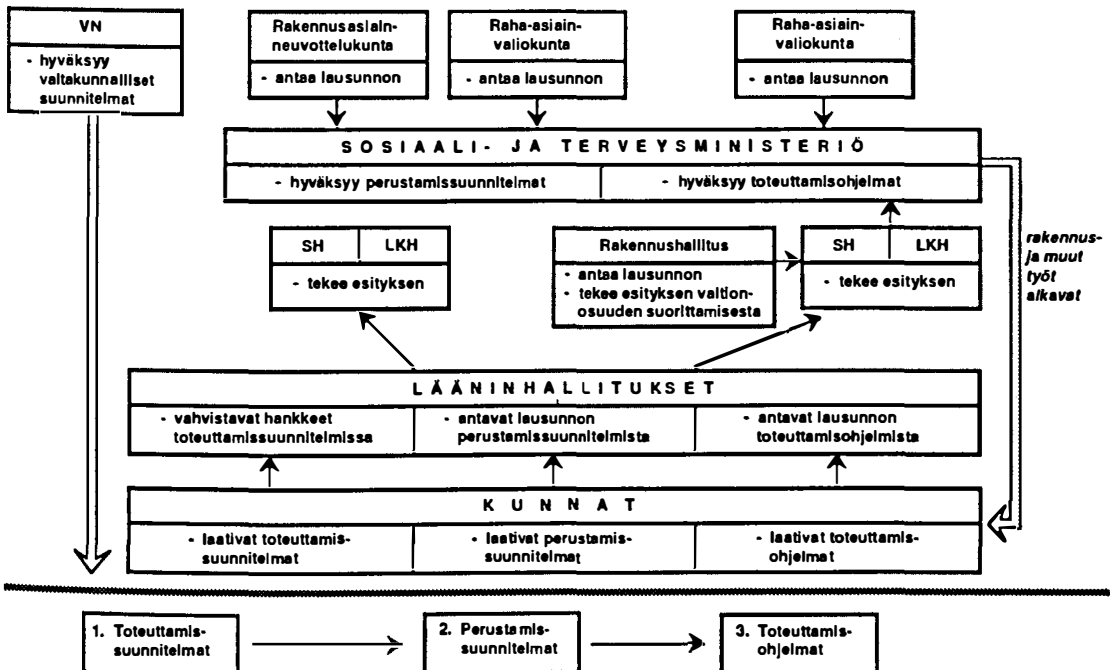 VN
- hyväksyy
valtakunnalliset
suunnitelmat
Rakennusasiain-
neuvottelukunta
- antaa lausunnon
Raha-asiain-
valiokunta
- antaa lausunnon
Raha-asiain-
valiokunta
- antaa lausunnon
SOSIAALI- JA TERVEYSMINISTERIÖ
- hyväksyy perustamissuunnitelmat
- hyväksyy toteuttamisohjelmat
SH LKH
- tekee esityksen
Rakennushallitus
- antaa lausunnon
- tekee esityksen valtion-
osuuden suorittamisesta
SH LKH
- tekee esityksen
rakennus-
ja muut
työt
alkavat
LÄÄNINHALLITUKSET
- vahvistavat hankkeet
toteuttamissuunnitelmissa
- antavat lausunnon
perustamissuunnitelmista
- antavat lausunnon
toteuttamisohjelmista
KUNNAT
- laativat toteuttamis-
suunnitelmat
- laativat perustamis-
suunnitelmat
- laativat toteuttamis-
ohjelmat
1. Toteuttamis-
suunnitelmat
2. Perustamis-
suunnitelmat
3. Toteuttamis-
ohjelmat